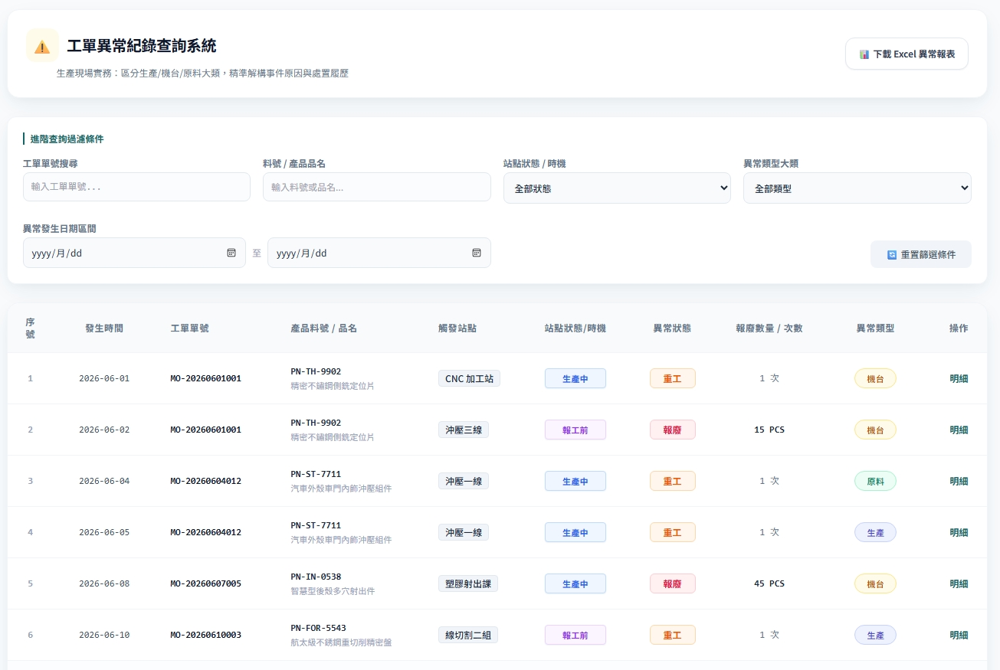 工單異常紀錄查詢系統
生產現場實務：區分生產/機台/原料大類，精準解構事件原因與處置履歷
下載 Excel 異常報表
進階查詢過濾條件
工單單號搜尋 料號 / 產品品名 站點狀態 / 時機 異常類型大類
輸入工單單號... 輸入料號或品名... 全部狀態 全部類型
異常發生日期區間
yyyy/月/dd 至 yyyy/月/dd 重置篩選條件
序號 發生時間 工單單號 產品料號 / 品名 觸發站點 站點狀態/時機 異常狀態 報廢數量 / 次數 異常類型 操作
1 2026-06-01 MO-20260601001 PN-TH-9902 CNC 加工站 生產中 重工 1 次 機台 明細
精密不鏽鋼側銑定位片
2 2026-06-02 MO-20260601001 PN-TH-9902 沖壓三線 報工前 報廢 15 PCS 機台 明細
精密不鏽鋼側銑定位片
3 2026-06-04 MO-20260604012 PN-ST-7711 沖壓一線 生產中 重工 1 次 原料 明細
汽車外殼車門內飾沖壓組件
4 2026-06-05 MO-20260604012 PN-ST-7711 沖壓一線 生產中 重工 1 次 生產 明細
汽車外殼車門內飾沖壓組件
5 2026-06-08 MO-20260607005 PN-IN-0538 塑膠射出課 生產中 報廢 45 PCS 機台 明細
智慧型後殼多穴射出件
6 2026-06-10 MO-20260610003 PN-FOR-5543 線切割二組 報工前 重工 1 次 生產 明細
航太級不銹鋼重切削精密盤